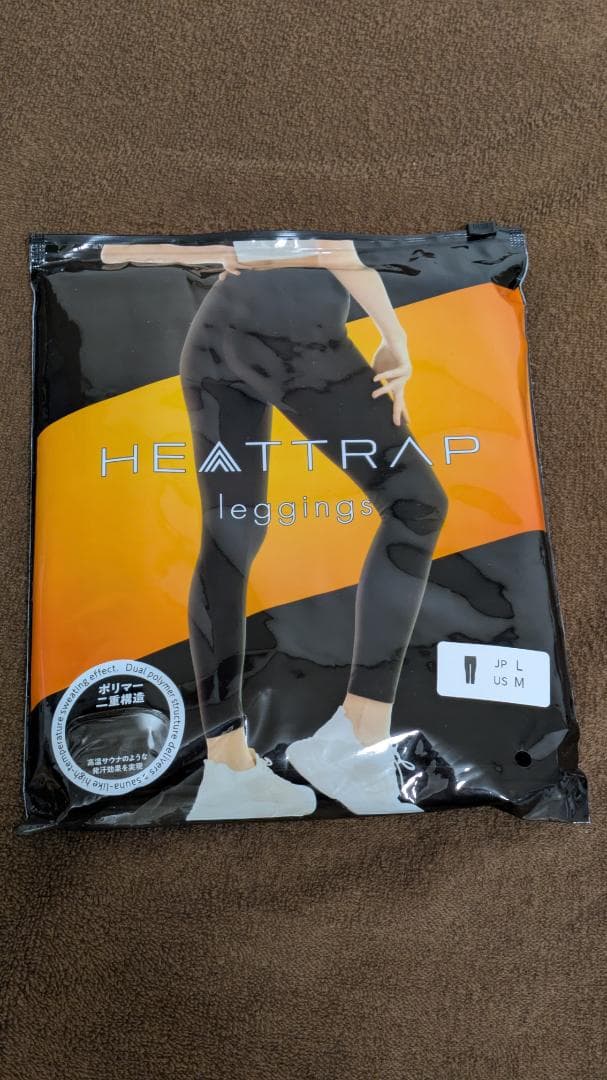 HEATTRAP
leggings
JP L
US M
Dual polymer structure delivers a sauna-like high-temperature sweating effect.
ポリマー
二重構造
高温サウナのような
発汗効果を実現